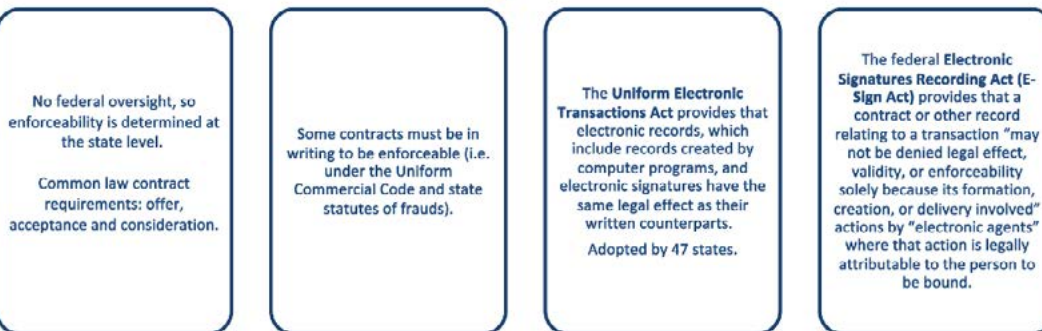 No federal oversight, so
enforceability is determined at
the state level.
Common law contract
requirements: offer,
acceptance and consideration.
Some contracts must be in
writing to be enforceable (i.e.
under the Uniform
Commercial Code and state
statutes of frauds).
The Uniform Electronic
Transactions Act provides that
electronic records, which
include records created by
computer programs, and
electronic signatures have the
same legal effect as their
written counterparts.
Adopted by 47 states.
The federal Electronic
Signatures Recording Act (E-
Sign Act) provides that a
contract or other record
relating to a transaction “may
not be denied legal effect,
validity, or enforceability
solely because its formation,
creation, or delivery involved”
actions by “electronic agents”
where that action is legally
attributable to the person to
be bound.